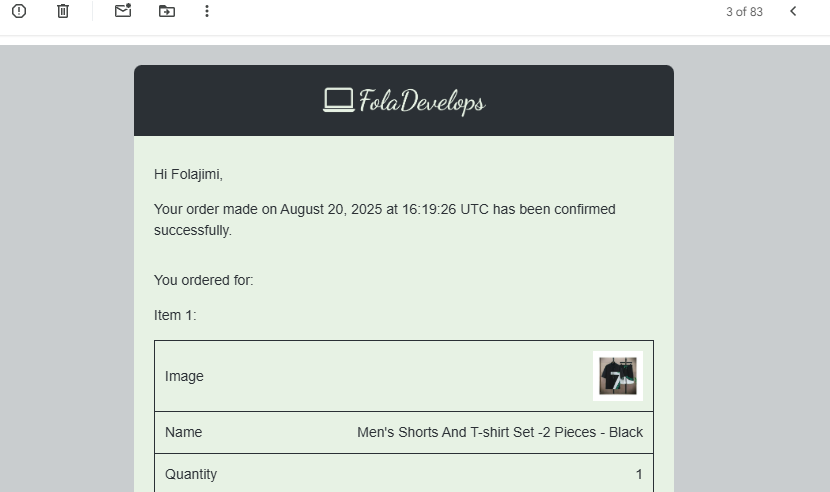 3 of 83
FolaDevelops
Hi Folajimi,
Your order made on August 20, 2025 at 16:19:26 UTC has been confirmed
successfully.
You ordered for:
Item 1:
Image
Name Men's Shorts And T-shirt Set -2 Pieces - Black
Quantity 1